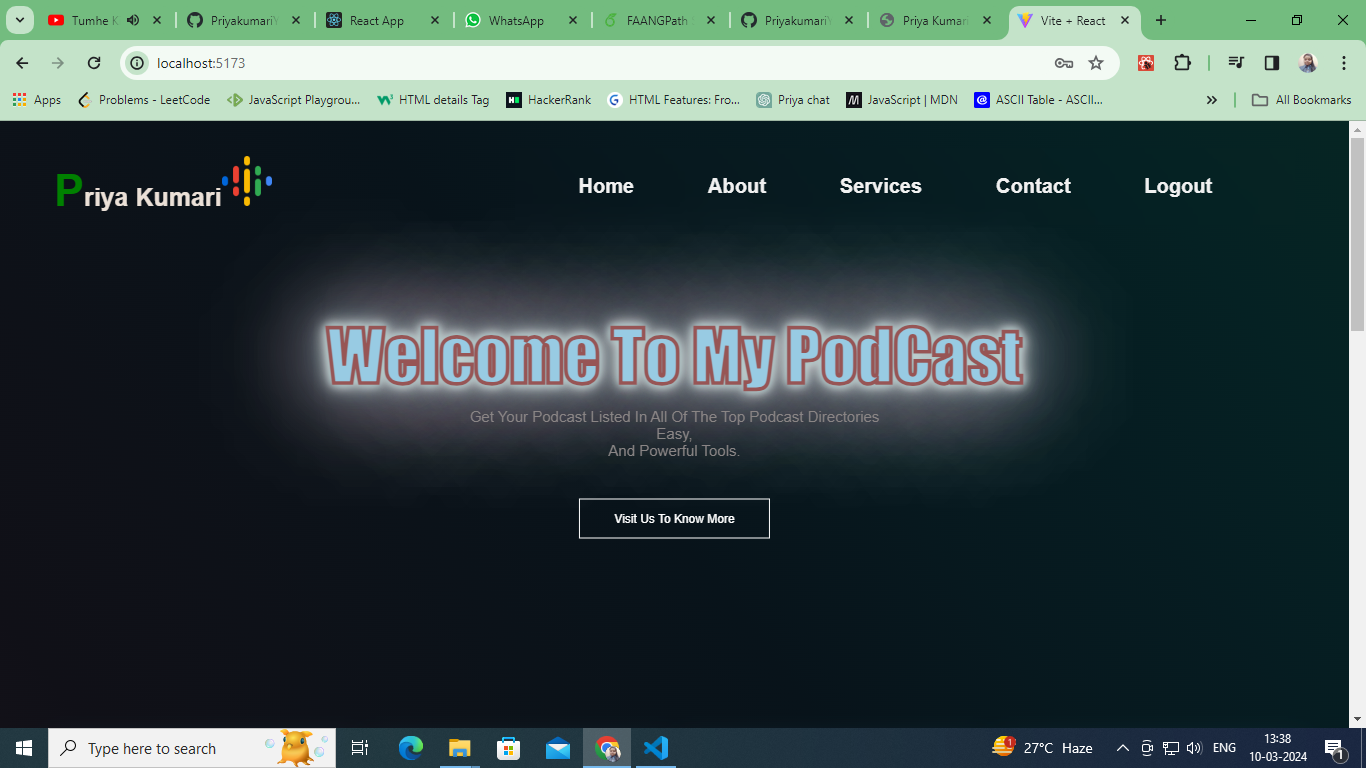 Tumhe K
PriyakumariY
React App
WhatsApp
FAANGPath
PriyakumariY
Priya Kumari
Vite + React
localhost:5173
Apps
Problems - LeetCode
JavaScript Playgrou...
HTML details Tag
HackerRank
HTML Features: Fro...
Priya chat
JavaScript | MDN
ASCII Table - ASCII...
All Bookmarks
Priya Kumari
Home
About
Services
Contact
Logout
Welcome To My PodCast
Get Your Podcast Listed In All Of The Top Podcast Directories
Easy,
And Powerful Tools.
Visit Us To Know More
Type here to search
27°C Haze
ENG
13:38
10-03-2024
1
1